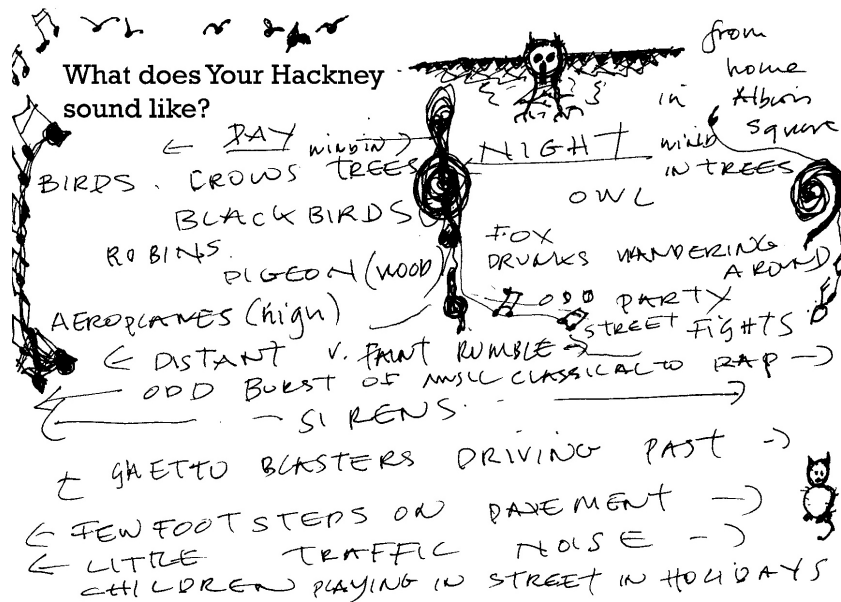 What does Your Hackney
sound like?
from
home
in Albion
Square
DAY
wind in
TREES
BIRDS. CROWS
BLACKBIRDS
ROBINS.
PIGEON (WOOD)
AEROPLANES (high)
NIGHT
WIND
IN TREES
OWL
FOX
DRUNKS WANDERING
AROUND
ODD PARTY
STREET FIGHTS
DISTANT V. FAINT RUMBLE
ODD BURST OF MUSIC CLASSICAL TO RAP
SIRENS.
GHETTO BLASTERS DRIVING PAST
FEW FOOTSTEPS ON PAVEMENT
LITTLE TRAFFIC NOISE
CHILDREN PLAYING IN STREET IN HOLIDAYS